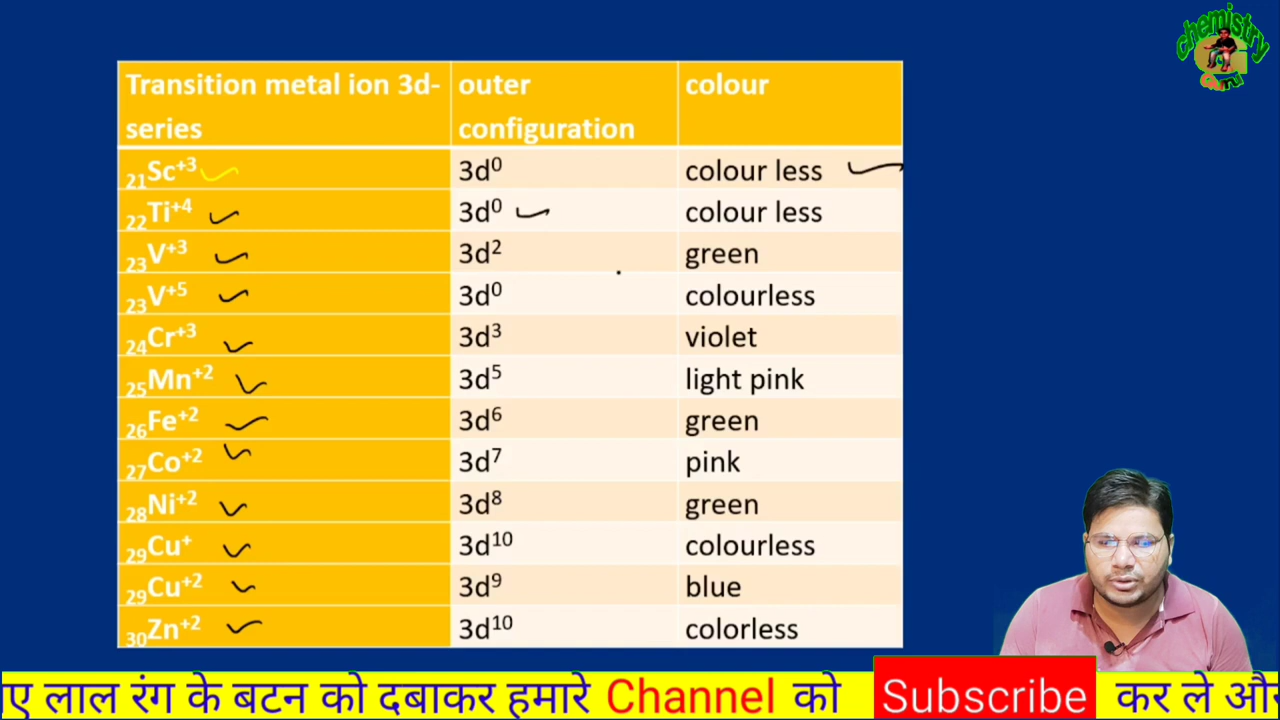 chemistry
G
Transition metal ion 3d-series outer configuration colour
₂₁Sc⁺³ 3d⁰ colour less
₂₂Ti⁺⁴ 3d⁰ colour less
₂₃V⁺³ 3d² green
₂₃V⁺⁵ 3d⁰ colourless
₂₄Cr⁺³ 3d³ violet
₂₅Mn⁺² 3d⁵ light pink
₂₆Fe⁺² 3d⁶ green
₂₇Co⁺² 3d⁷ pink
₂₈Ni⁺² 3d⁸ green
₂₉Cu⁺ 3d¹⁰ colourless
₂₉Cu⁺² 3d⁹ blue
₃₀Zn⁺² 3d¹⁰ colorless
लाल रंग के बटन को दबाकर हमारे Channel को Subscribe कर ले